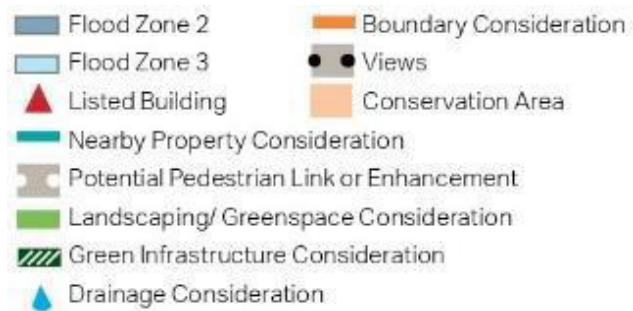 Flood Zone 2
Boundary Consideration
Flood Zone 3
Views
Listed Building
Conservation Area
Nearby Property Consideration
Potential Pedestrian Link or Enhancement
Landscaping/ Greenspace Consideration
Green Infrastructure Consideration
Drainage Consideration